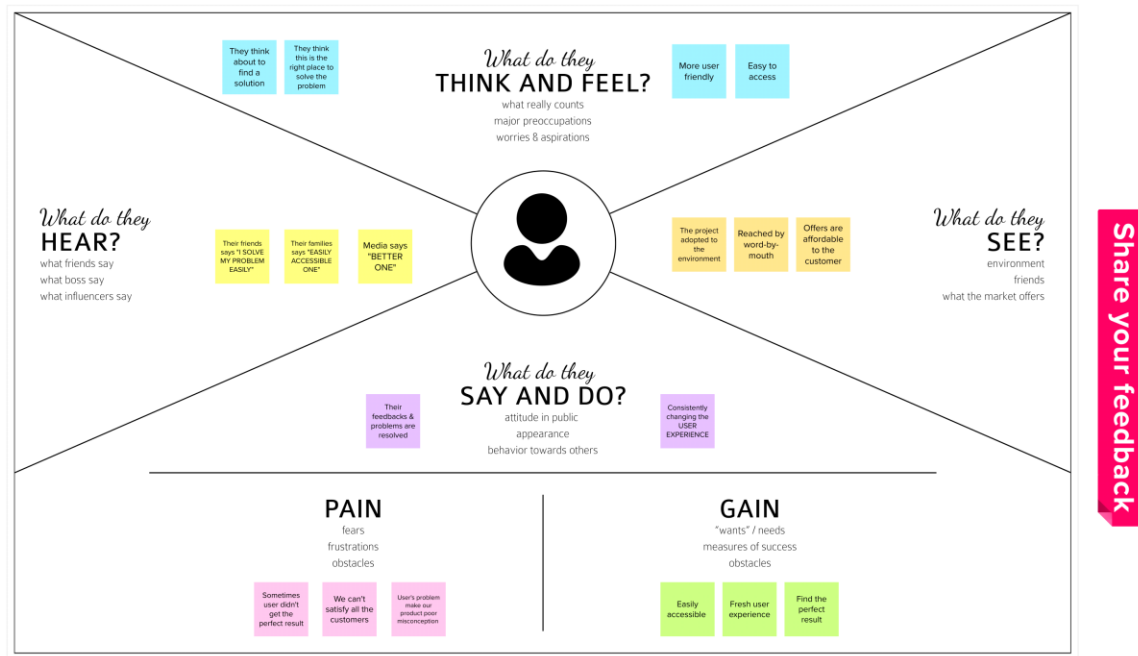 They think
about to
find a
solution
They think
this is the
right place to
solve the
problem
What do they
THINK AND FEEL?
what really counts
major preoccupations
worries & aspirations
More user
friendly
Easy to
access
What do they
HEAR?
what friends say
what boss say
what influencers say
Their friends
says "I SOLVE
MY PROBLEM
EASILY"
Their families
says "EASILY
ACCESSIBLE
ONE"
Media says
"BETTER
ONE"
The project
adopted to
the
environment
Reached by
word-by-
mouth
Offers are
affordable
to the
customer
What do they
SEE?
environment
friends
what the market offers
What do they
SAY AND DO?
attitude in public
appearance
behavior towards others
Their
feedbacks &
problems are
resolved
Consistently
changing the
USER
EXPERIENCE
PAIN
fears
frustrations
obstacles
Sometimes
user didn't
get the
perfect result
We can't
satisfy all the
customers
User's problem
make our
product poor
misconception
GAIN
"wants" / needs
measures of success
obstacles
Easily
accessible
Fresh user
experience
Find the
perfect
result
Share your feedback